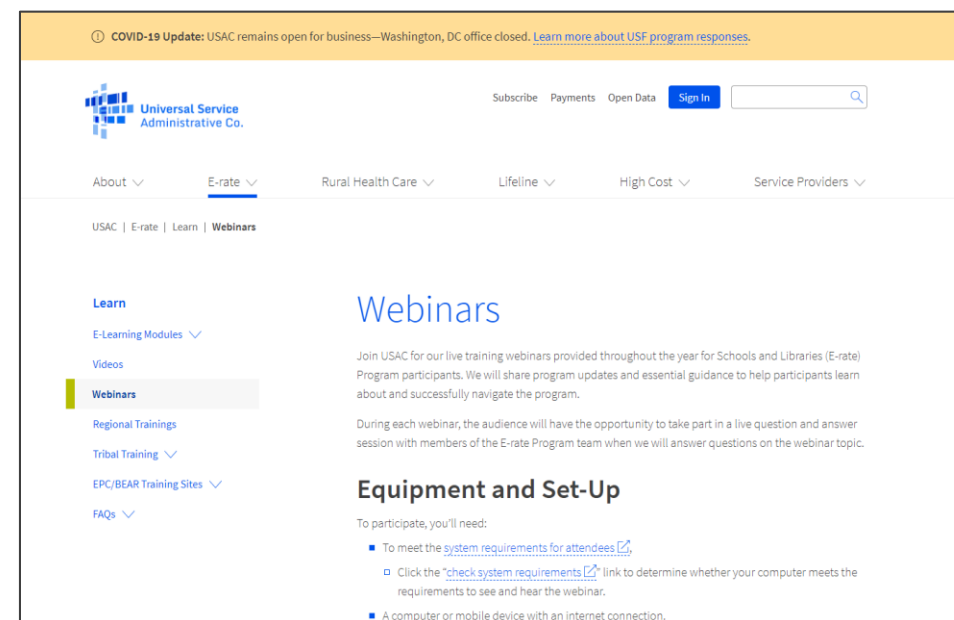 COVID-19 Update: USAC remains open for business—Washington, DC office closed. Learn more about USF program responses.
Universal Service
Administrative Co.
Subscribe Payments Open Data Sign In
About E-rate Rural Health Care Lifeline High Cost Service Providers
USAC | E-rate | Learn | Webinars
Learn
E-Learning Modules
Videos
Webinars
Regional Trainings
Tribal Training
EPC/BEAR Training Sites
FAQs
Webinars
Join USAC for our live training webinars provided throughout the year for Schools and Libraries (E-rate)
Program participants. We will share program updates and essential guidance to help participants learn
about and successfully navigate the program.
During each webinar, the audience will have the opportunity to take part in a live question and answer
session with members of the E-rate Program team when we will answer questions on the webinar topic.
Equipment and Set-Up
To participate, you'll need:
To meet the system requirements for attendees,
Click the "check system requirements" link to determine whether your computer meets the
requirements to see and hear the webinar.
A computer or mobile device with an internet connection.